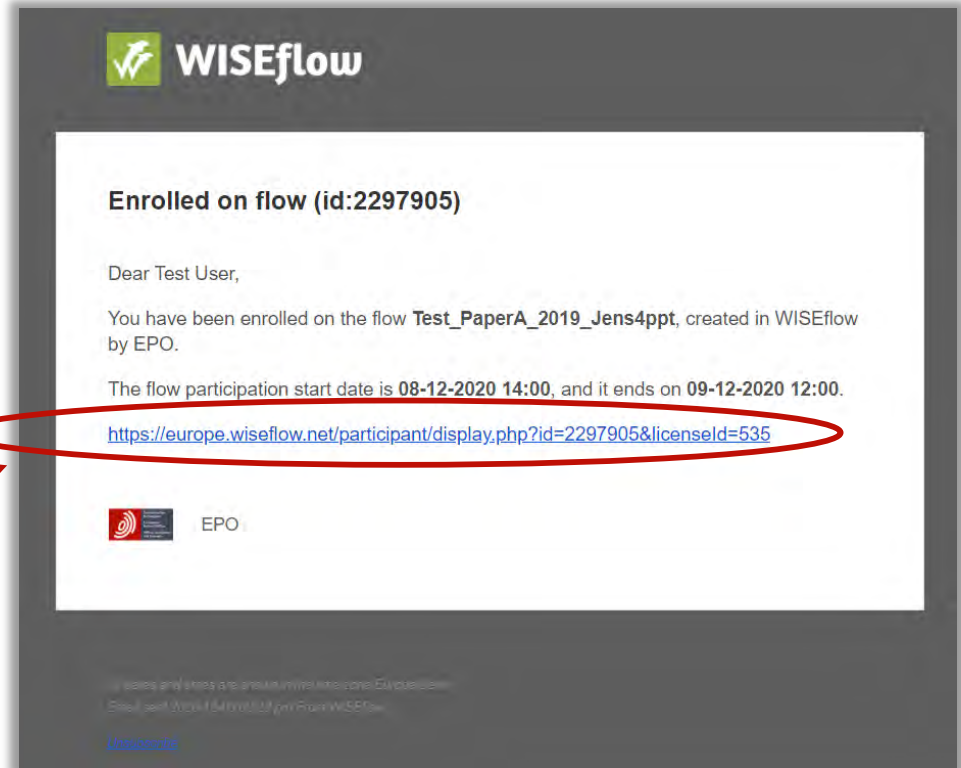 WISEflow
Enrolled on flow (id:2297905)
Dear Test User,
You have been enrolled on the flow Test_PaperA_2019_Jens4ppt, created in WISEflow
by EPO.
The flow participation start date is 08-12-2020 14:00, and it ends on 09-12-2020 12:00.
https://europe.wiseflow.net/participant/display.php?id=2297905&licenseId=535
EPO